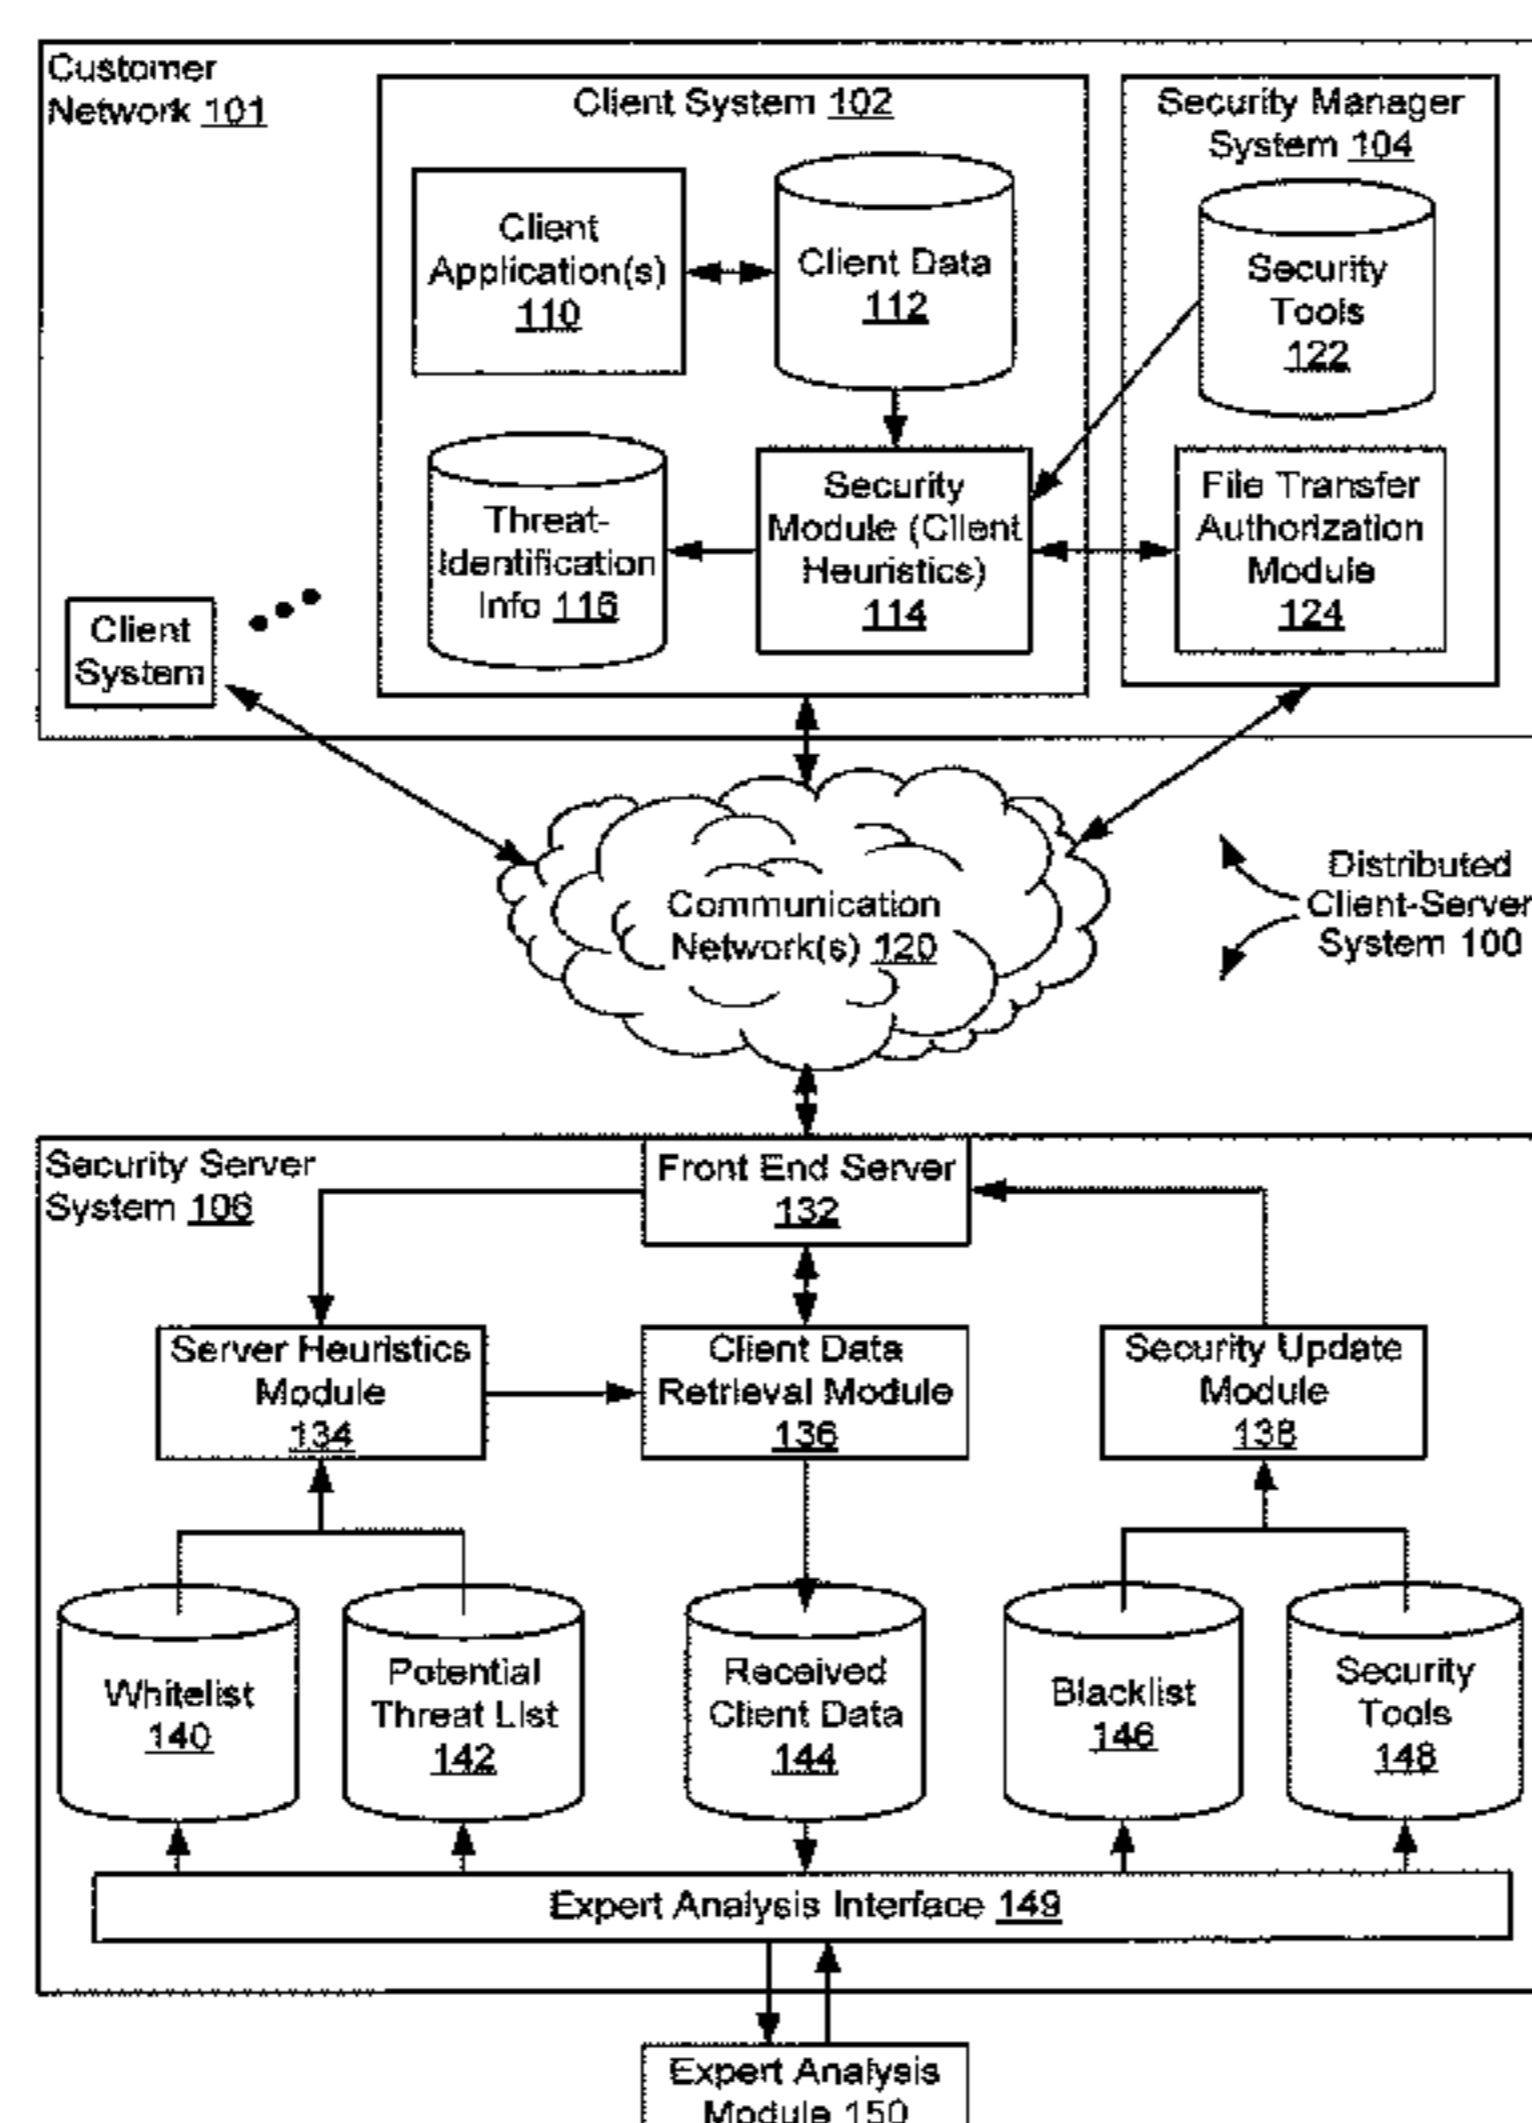 Customer
Network 101
Client System 102
Security Manager
System 104
Client
Application(s)
110
Client Data
112
Security
Tools
122
Threat-
Identification
Info 116
Security
Module (Client
Heuristics)
114
File Transfer
Authorization
Module
124
Client
System
Communication
Network(s) 120
Distributed
Client-Server
System 100
Security Server
System 106
Front End Server
132
Server Heuristics
Module
134
Client Data
Retrieval Module
136
Security Update
Module
138
Whitelist
140
Potential
Threat List
142
Received
Client Data
144
Blacklist
146
Security
Tools
148
Expert Analysis Interface 149
Expert Analysis
Module 150